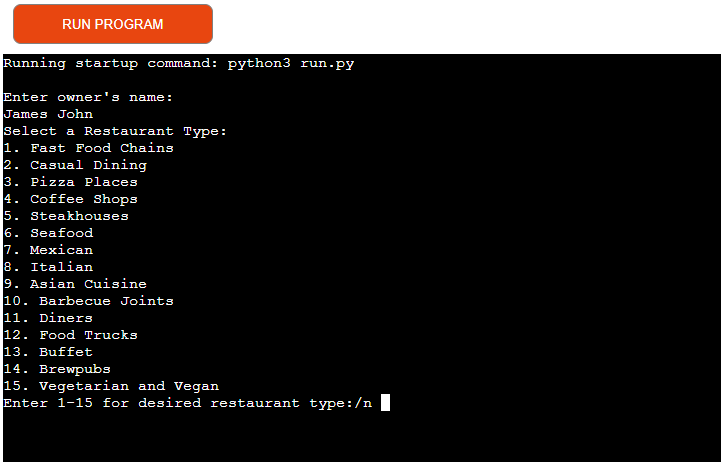 RUN PROGRAM
Running startup command: python3 run.py
Enter owner's name:
James John
Select a Restaurant Type:
1. Fast Food Chains
2. Casual Dining
3. Pizza Places
4. Coffee Shops
5. Steakhouses
6. Seafood
7. Mexican
8. Italian
9. Asian Cuisine
10. Barbecue Joints
11. Diners
12. Food Trucks
13. Buffet
14. Brewpubs
15. Vegetarian and Vegan
Enter 1-15 for desired restaurant type:/n